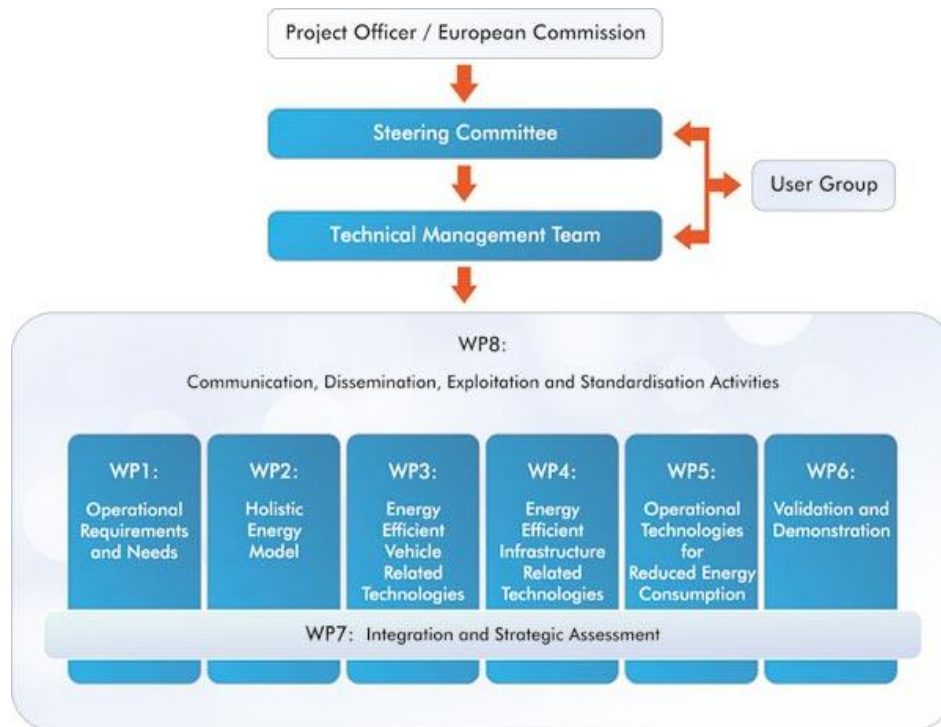 Project Officer / European Commission
Steering Committee
User Group
Technical Management Team
WP8:
Communication, Dissemination, Exploitation and Standardisation Activities
WP1:
Operational
Requirements
and Needs
WP2:
Holistic
Energy
Model
WP3:
Energy
Efficient
Vehicle
Related
Technologies
WP4:
Energy
Efficient
Infrastructure
Related
Technologies
WP5:
Operational
Technologies
for
Reduced Energy
Consumption
WP6:
Validation and
Demonstration
WP7: Integration and Strategic Assessment